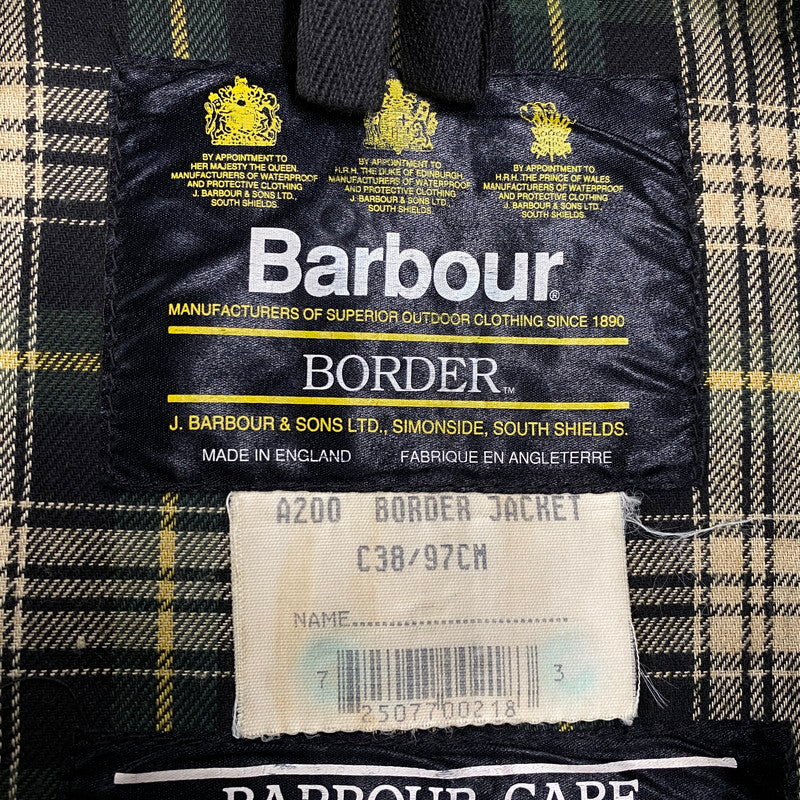 BY APPOINTMENT TO
HER MAJESTY THE QUEEN.
MANUFACTURERS OF WATERPROOF
AND PROTECTIVE CLOTHING
J. BARBOUR & SONS LTD.,
SOUTH SHIELDS.
BY APPOINTMENT TO
H.R.H. THE DUKE OF EDINBURGH.
MANUFACTURERS OF WATERPROOF
AND PROTECTIVE CLOTHING
J. BARBOUR & SONS LTD.,
SOUTH SHIELDS.
BY APPOINTMENT TO
H.R.H. THE PRINCE OF WALES.
MANUFACTURERS OF WATERPROOF
AND PROTECTIVE CLOTHING
J. BARBOUR & SONS LTD.,
SOUTH SHIELDS.
Barbour®
MANUFACTURERS OF SUPERIOR OUTDOOR CLOTHING SINCE 1890
BORDER™
J. BARBOUR & SONS LTD., SIMONSIDE, SOUTH SHIELDS.
MADE IN ENGLAND FABRIQUE EN ANGLETERRE
A200 BORDER JACKET
C38/97CM
NAME
7 3
2507700218
BARBOUR CARE